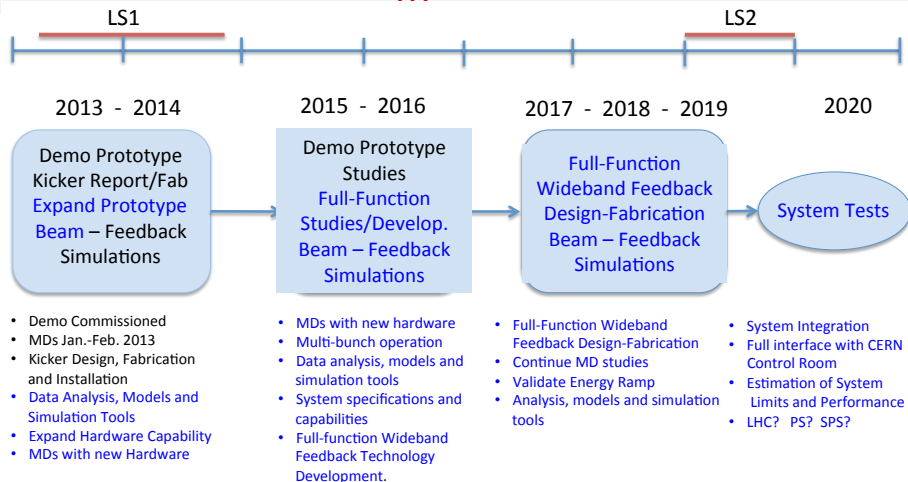 LS1
LS2
2013 - 2014
2015 - 2016
2017 - 2018 - 2019
2020
Demo Prototype
Kicker Report/Fab
Expand Prototype
Beam – Feedback
Simulations
Demo Prototype
Studies
Full-Function
Studies/Develop.
Beam – Feedback
Simulations
Full-Function
Wideband Feedback
Design-Fabrication
Beam – Feedback
Simulations
System Tests
• Demo Commissioned
• MDs Jan.-Feb. 2013
• Kicker Design, Fabrication
and Installation
• Data Analysis, Models and
Simulation Tools
• Expand Hardware Capability
• MDs with new Hardware
• MDs with new hardware
• Multi-bunch operation
• Data analysis, models and
simulation tools
• System specifications and
capabilities
• Full-function Wideband
Feedback Technology
Development.
• Full-Function Wideband
Feedback Design-Fabrication
• Continue MD studies
• Validate Energy Ramp
• Analysis, models and simulation
tools
• System Integration
• Full interface with CERN
Control Room
• Estimation of System
Limits and Performance
• LHC? PS? SPS?